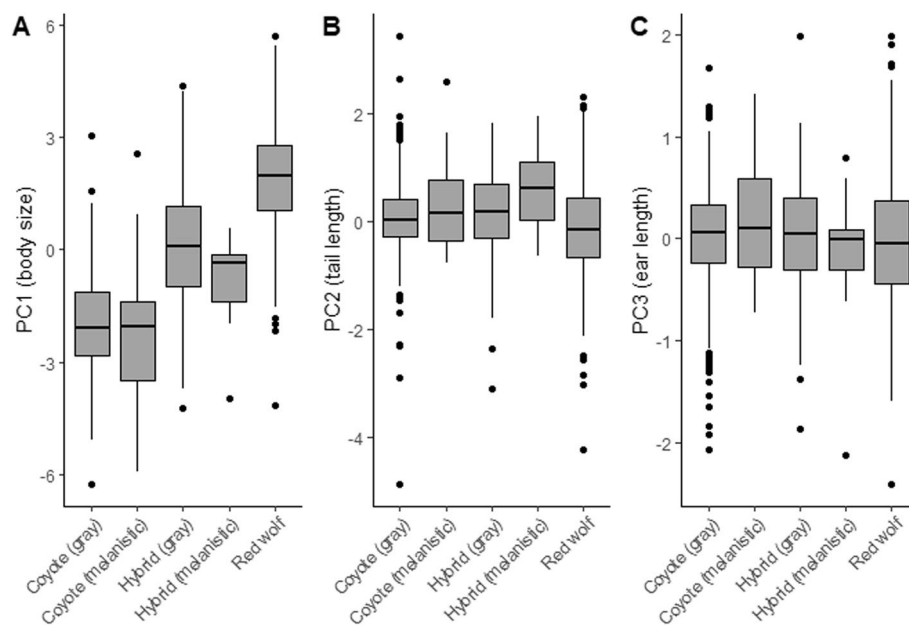 A
PC1 (body size)
6
3
0
-3
-6
Coyote (gray)
Coyote (melanistic)
Hybrid (gray)
Hybrid (melanistic)
Red wolf
B
PC2 (tail length)
2
0
-2
-4
Coyote (gray)
Coyote (melanistic)
Hybrid (gray)
Hybrid (melanistic)
Red wolf
C
PC3 (ear length)
2
1
0
-1
-2
Coyote (gray)
Coyote (melanistic)
Hybrid (gray)
Hybrid (melanistic)
Red wolf